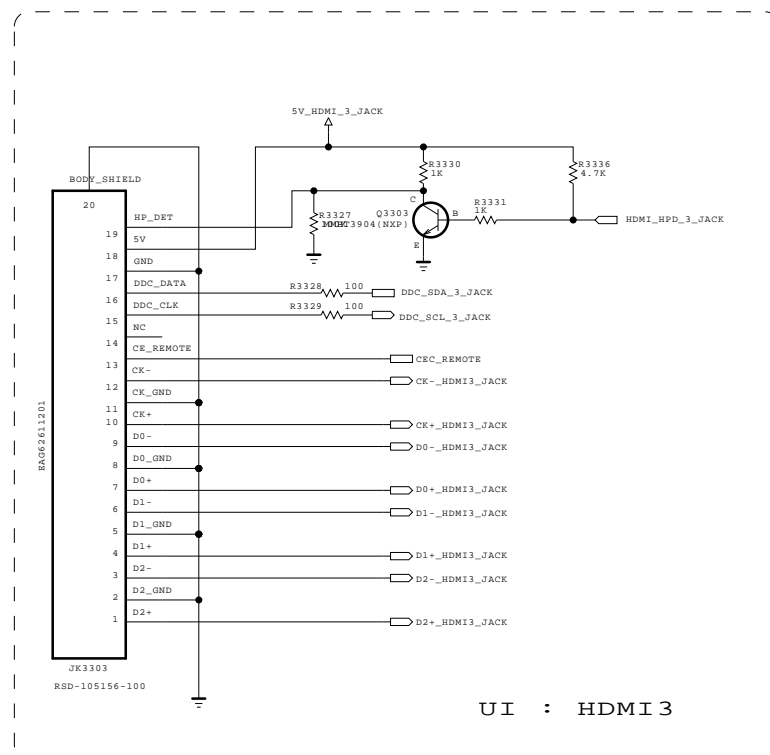 5V_HDMI_3_JACK
BODY_SHIELD
20
R3330
1K
R3336
4.7K
R3327
C
Q3303
MMBT3904(NXP)
B
E
R3331
1K
HDMI_HPD_3_JACK
HP_DET
19
5V
18
GND
17
DDC_DATA
R3328
100
DDC_SDA_3_JACK
16
DDC_CLK
R3329
100
DDC_SCL_3_JACK
15
NC
14
CE_REMOTE
CEC_REMOTE
13
CK-
CK-_HDMI3_JACK
12
CK_GND
11
CK+
10
CK+_HDMI3_JACK
D0-
9
D0-_HDMI3_JACK
D0_GND
8
D0+
7
D0+_HDMI3_JACK
D1-
6
D1-_HDMI3_JACK
D1_GND
5
D1+
4
D1+_HDMI3_JACK
D2-
3
D2-_HDMI3_JACK
D2_GND
2
D2+
1
D2+_HDMI3_JACK
EAG62611201
JK3303
RSD-105156-100
UI : HDMI3